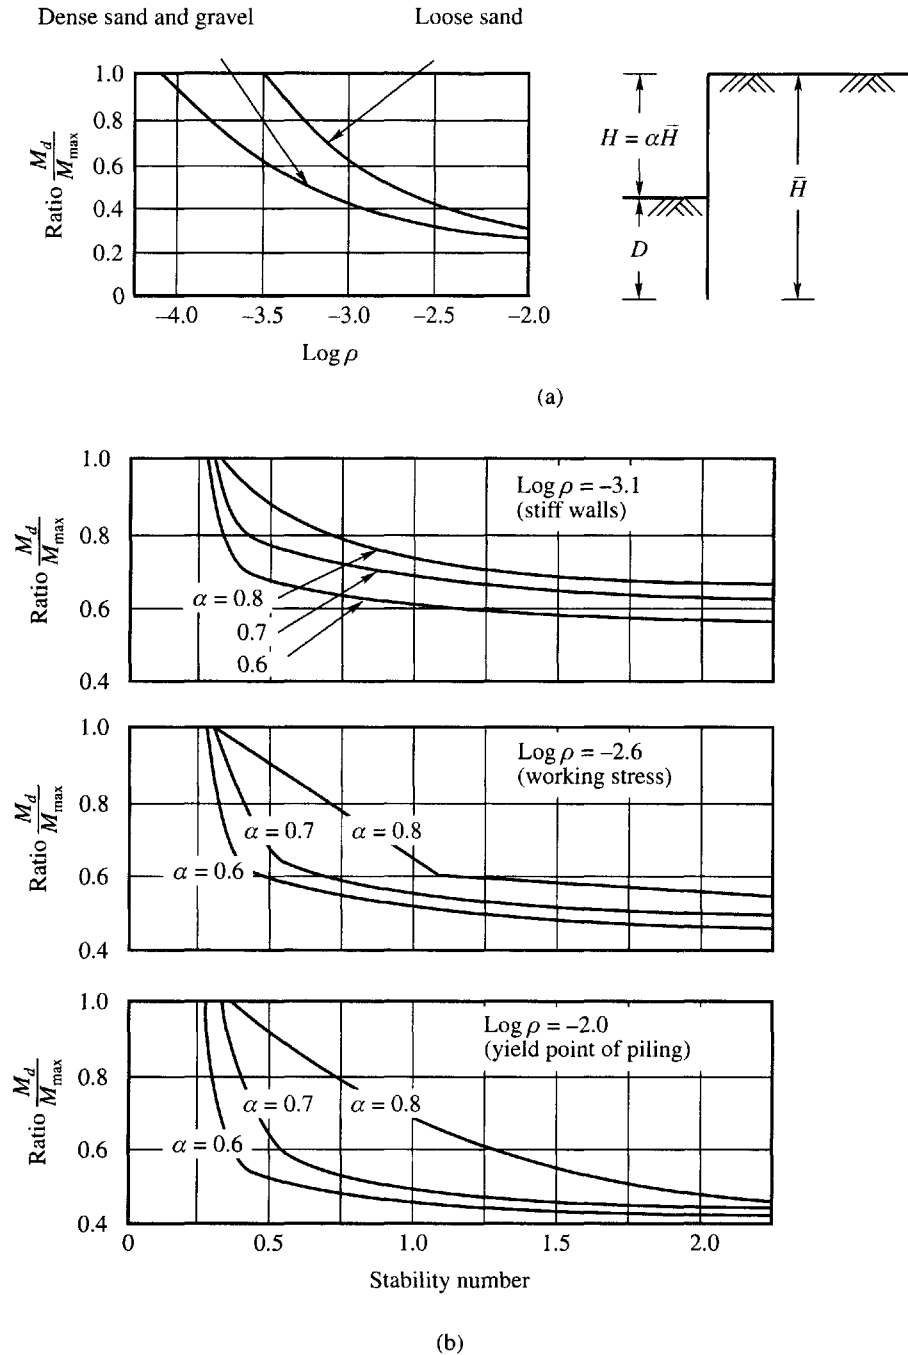 Dense sand and gravel
Loose sand
Ratio M_d/M_max
1.0
0.8
0.6
0.4
0.2
0
−4.0 −3.5 −3.0 −2.5 −2.0
Log ρ
H = αH̄
H̄
D
(a)
Ratio M_d/M_max
1.0
0.8
0.6
0.4
Log ρ = −3.1
(stiff walls)
α = 0.8
0.7
0.6
Ratio M_d/M_max
1.0
0.8
0.6
0.4
Log ρ = −2.6
(working stress)
α = 0.7 α = 0.8
α = 0.6
Ratio M_d/M_max
1.0
0.8
0.6
0.4
Log ρ = −2.0
(yield point of piling)
α = 0.7 α = 0.8
α = 0.6
0 0.5 1.0 1.5 2.0
Stability number
(b)